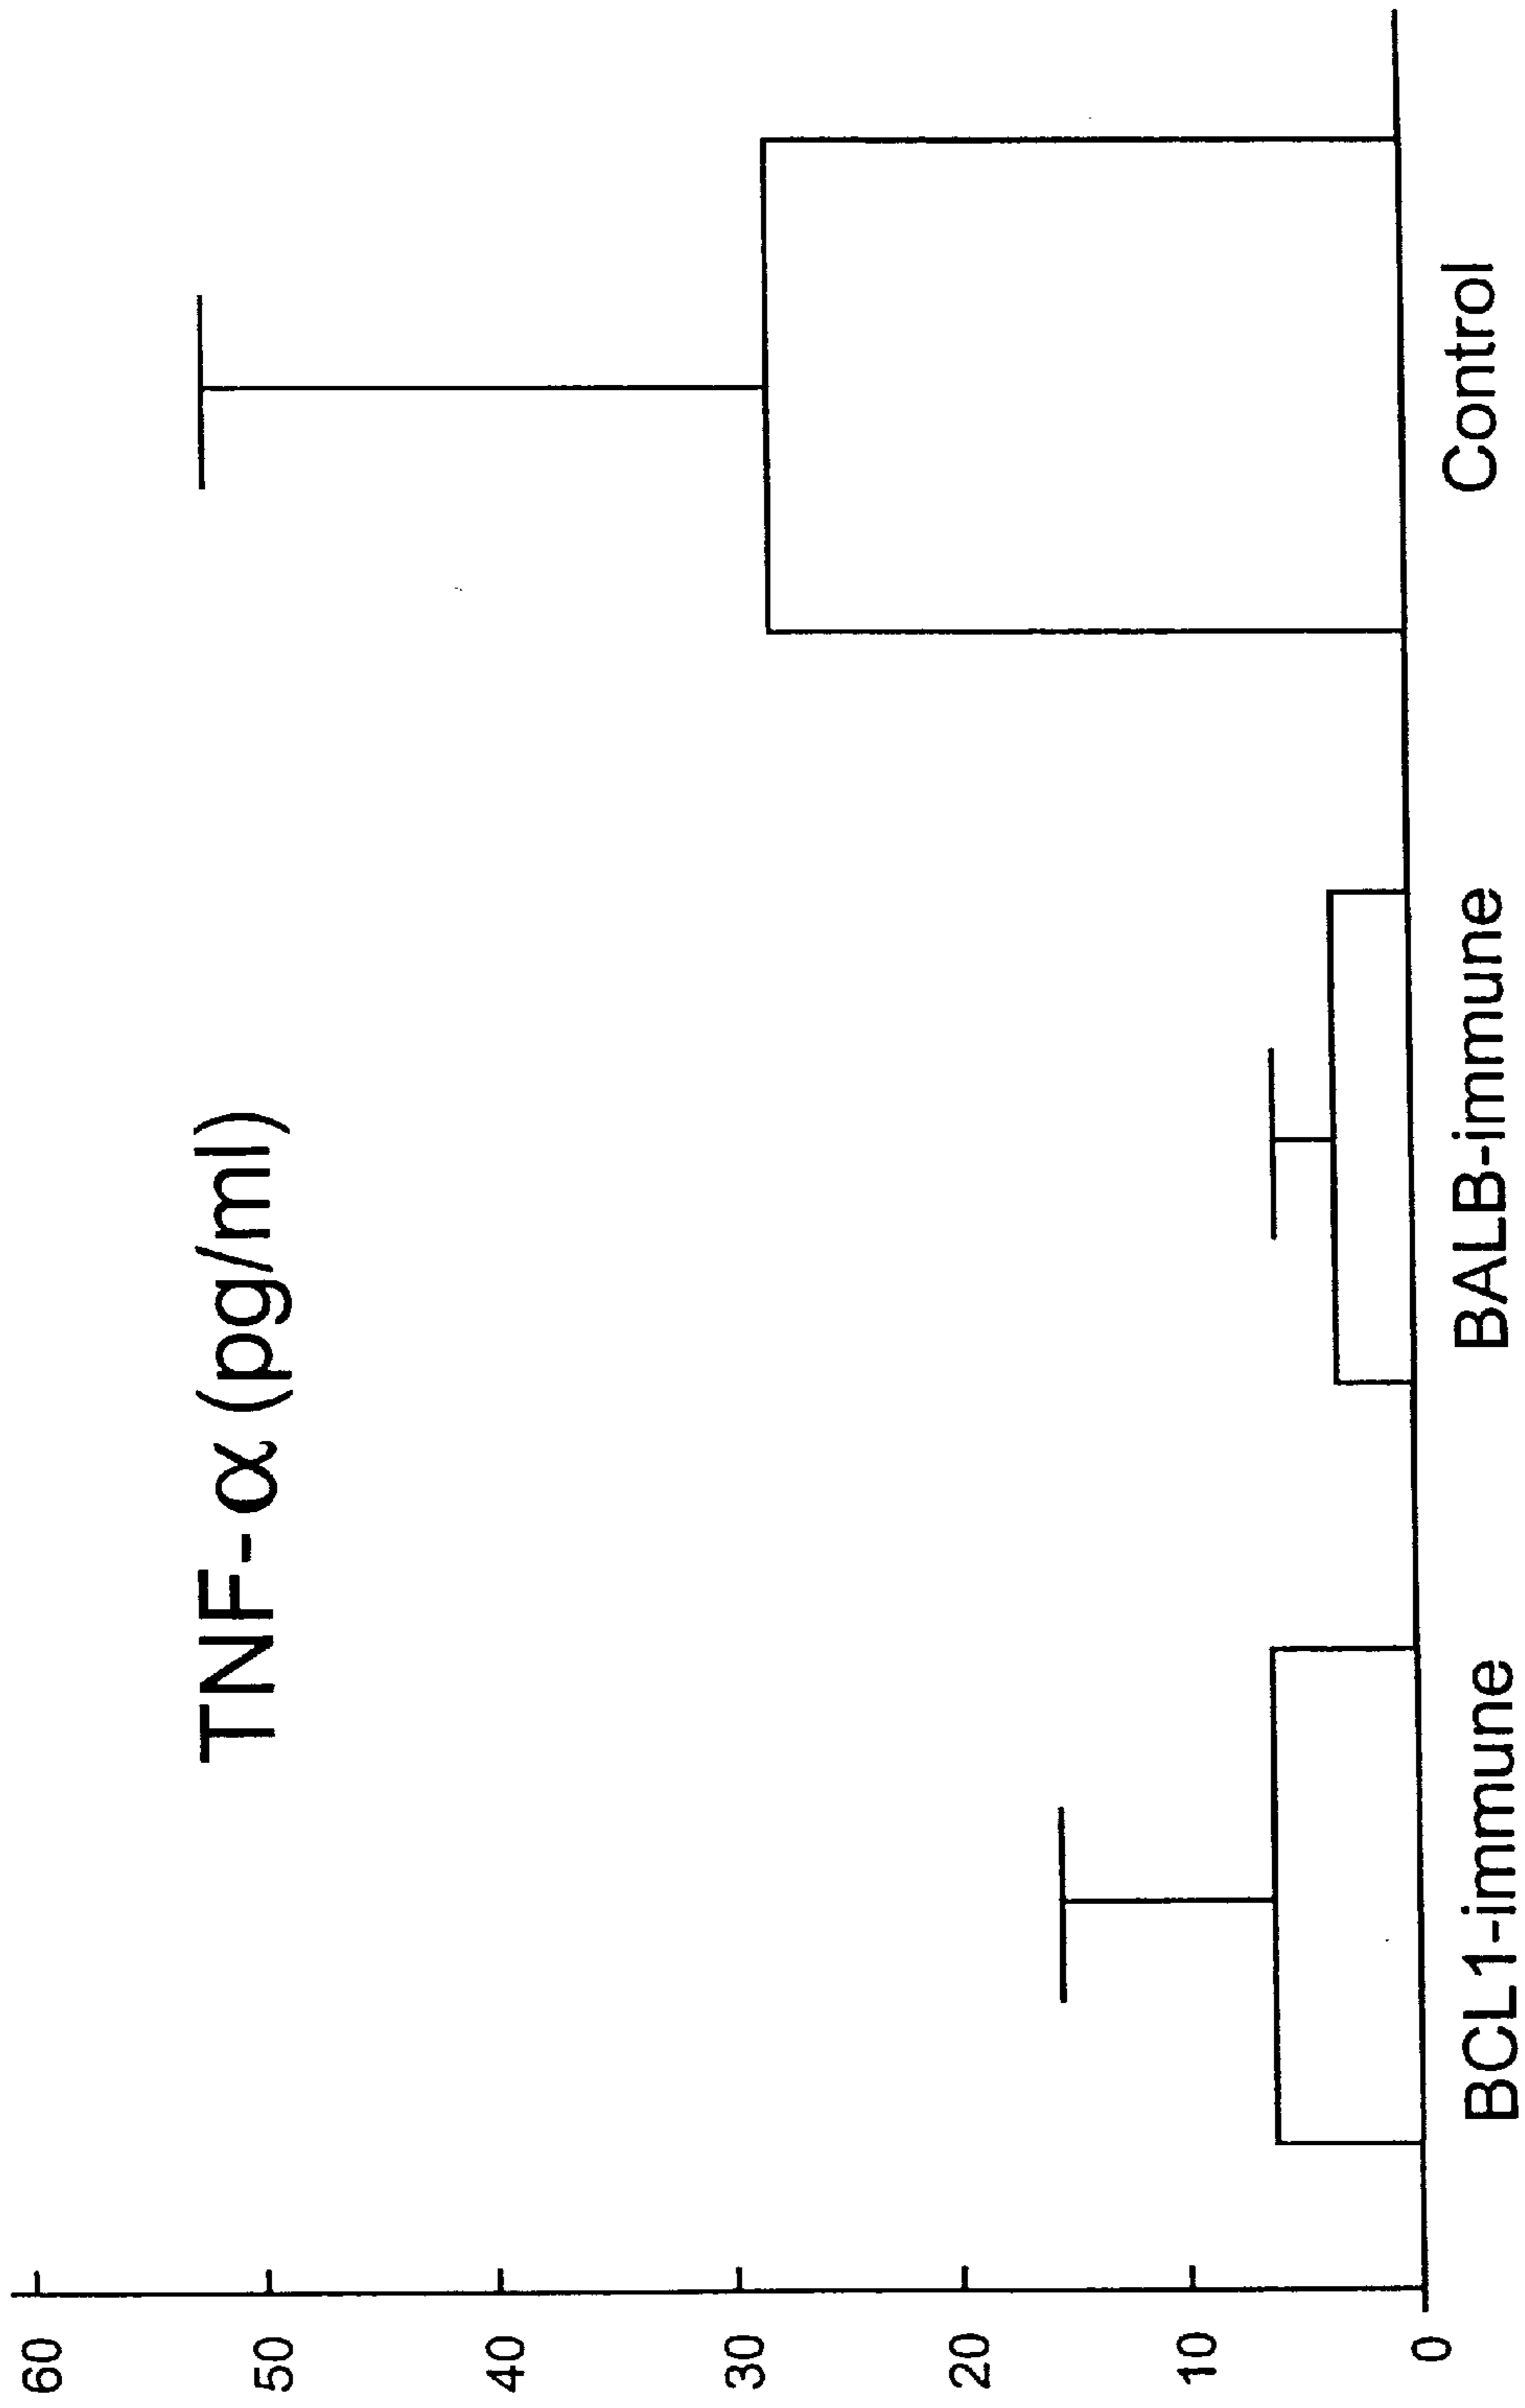 TNF-α (pg/ml)
60
50
40
30
20
10
0
BCL1-immune
BALB-immune
Control